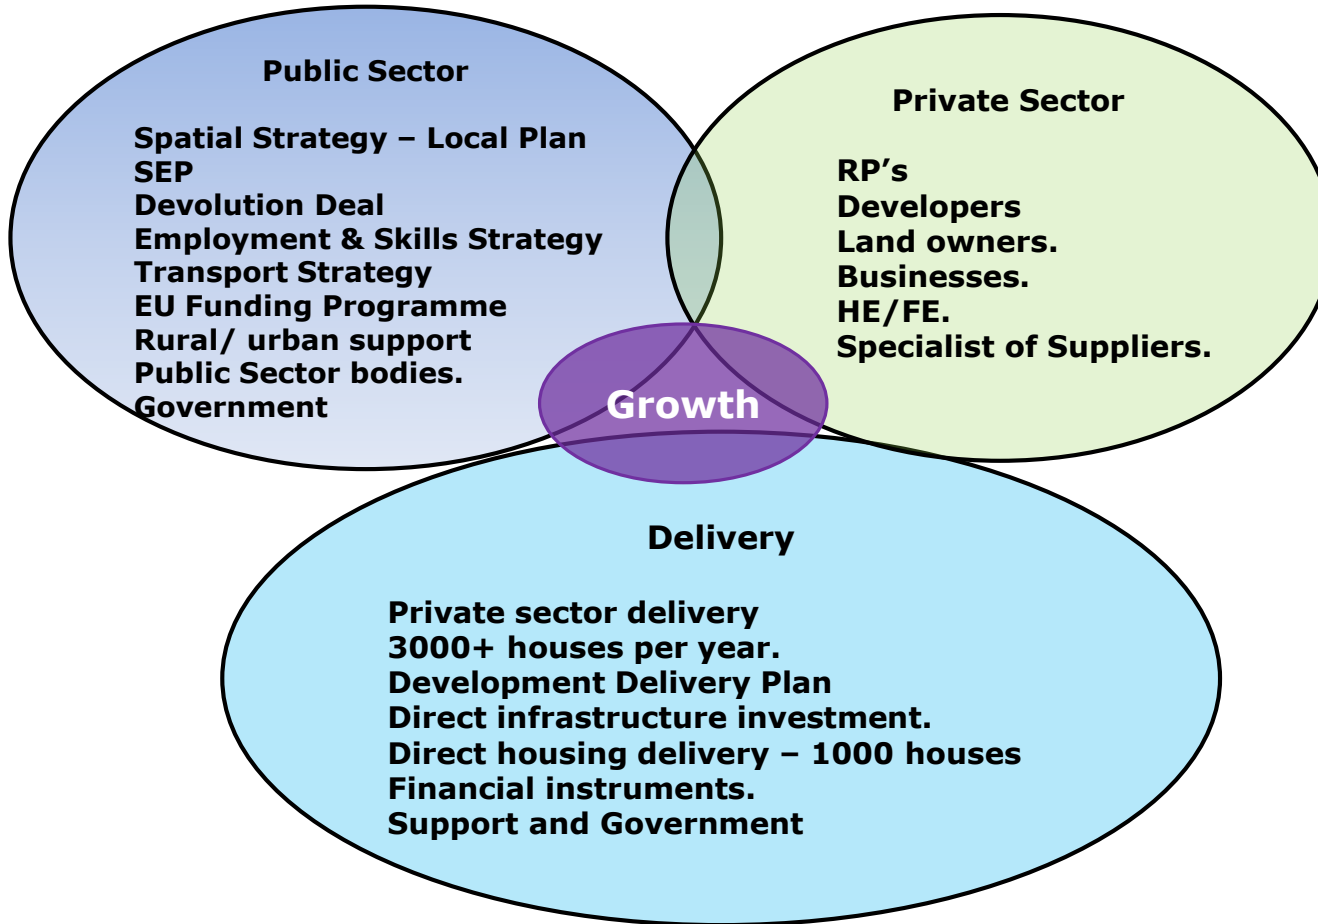 Public Sector
Spatial Strategy – Local Plan
SEP
Devolution Deal
Employment & Skills Strategy
Transport Strategy
EU Funding Programme
Rural/ urban support
Public Sector bodies.
Government
Private Sector
RP’s
Developers
Land owners.
Businesses.
HE/FE.
Specialist of Suppliers.
Growth
Delivery
Private sector delivery
3000+ houses per year.
Development Delivery Plan
Direct infrastructure investment.
Direct housing delivery – 1000 houses
Financial instruments.
Support and Government